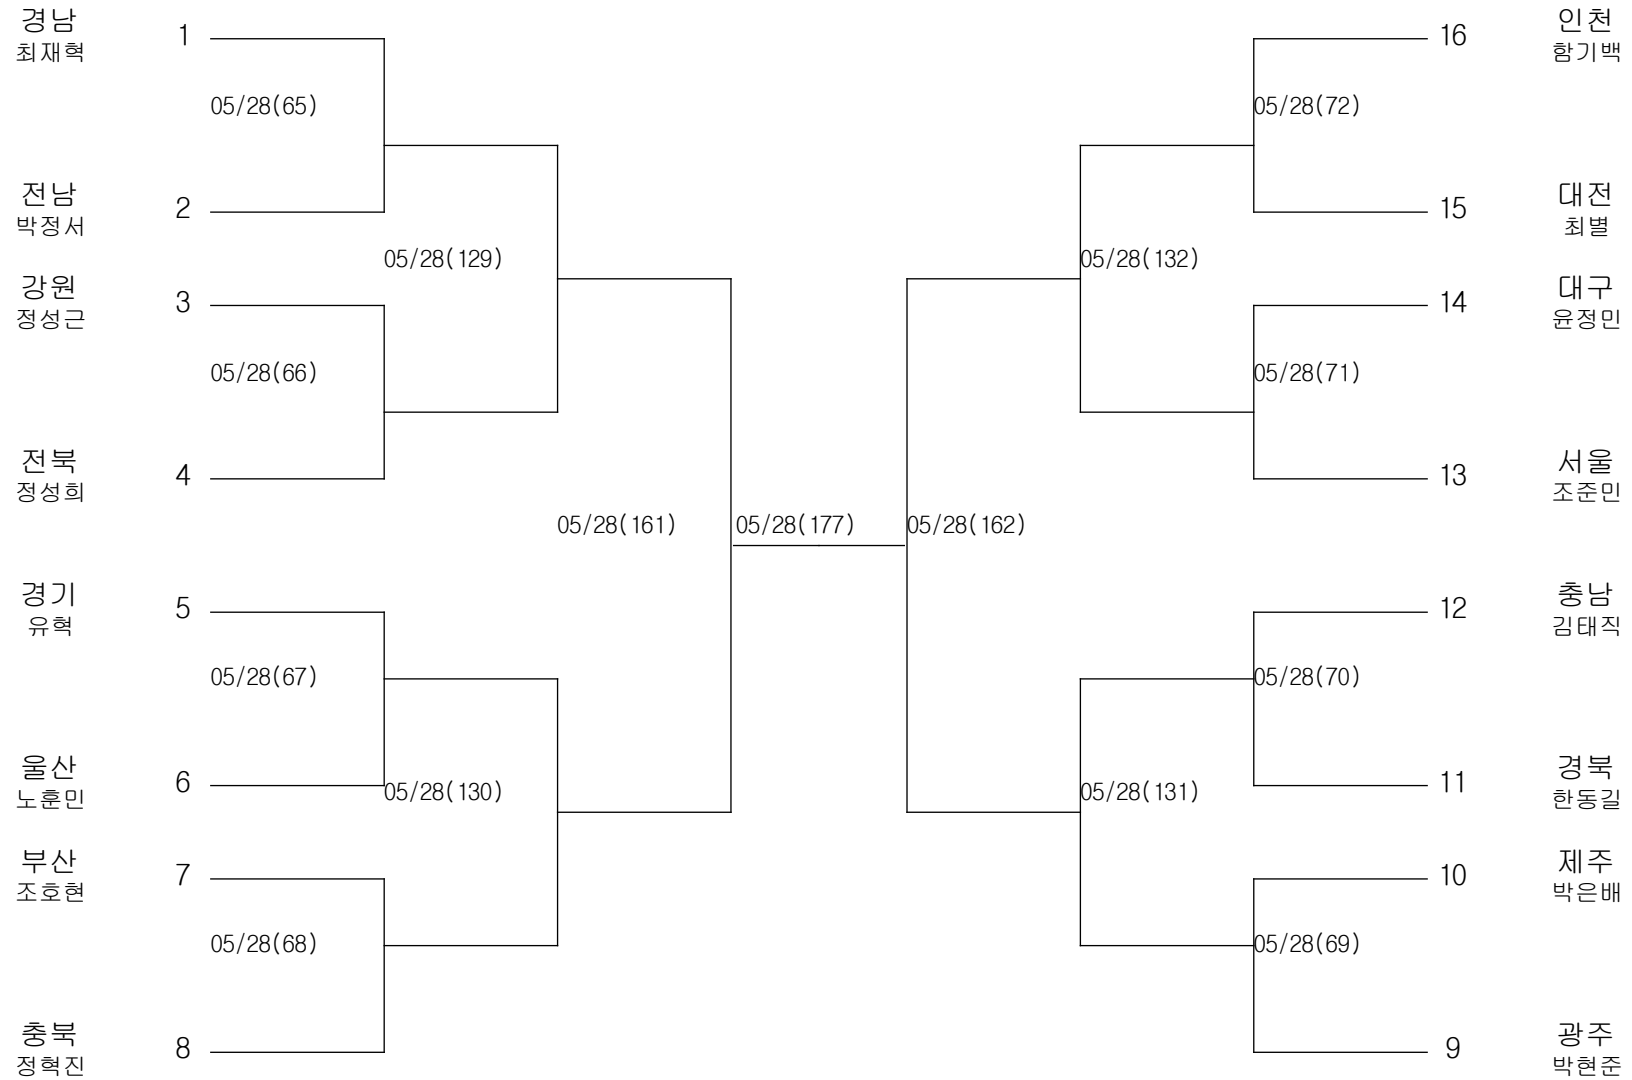 경남
최재혁
1
05/28(65)
전남
박정서
2
05/28(129)
강원
정성근
3
05/28(66)
전북
정성희
4
05/28(161)
경기
유혁
5
05/28(67)
울산
노훈민
6
05/28(130)
부산
조호현
7
05/28(68)
충북
정혁진
8
05/28(177)
인천
함기백
16
05/28(72)
대전
최별
15
05/28(132)
대구
윤정민
14
05/28(71)
서울
조준민
13
05/28(162)
충남
김태직
12
05/28(70)
경북
한동길
11
05/28(131)
제주
박은배
10
05/28(69)
광주
박현준
9